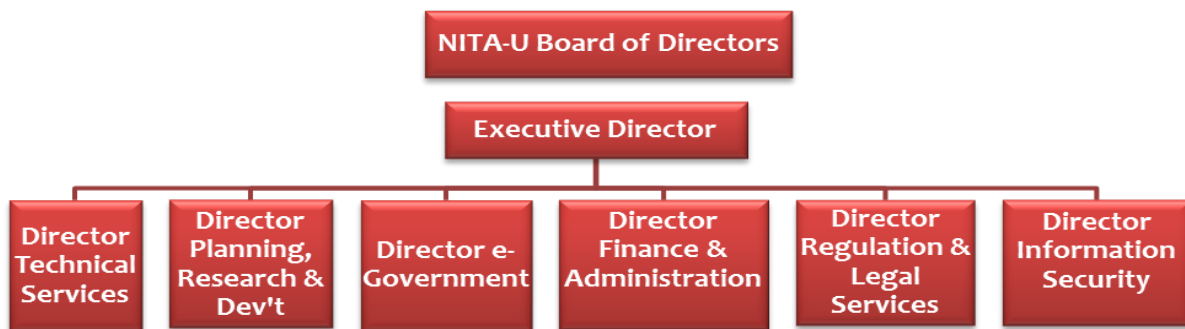 NITA-U Board of Directors
Executive Director
Director
Technical
Services
Director
Planning,
Research &
Dev't
Director e-
Government
Director
Finance &
Administration
Director
Regulation &
Legal
Services
Director
Information
Security